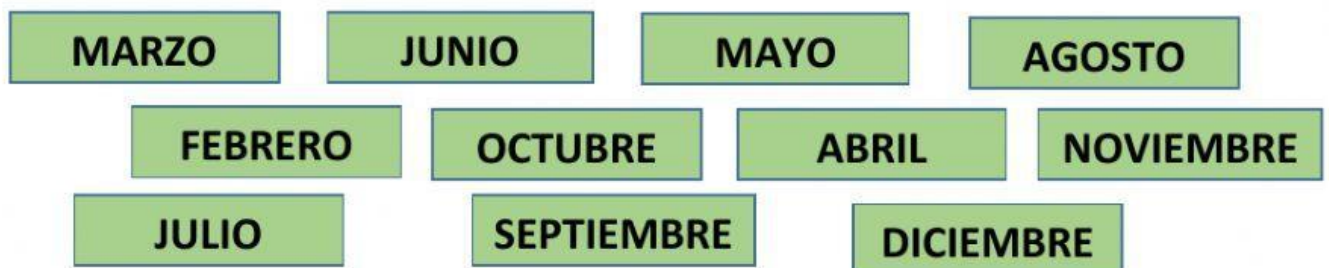 MARZO JUNIO MAYO AGOSTO
FEBRERO OCTUBRE ABRIL NOVIEMBRE
JULIO SEPTIEMBRE DICIEMBRE